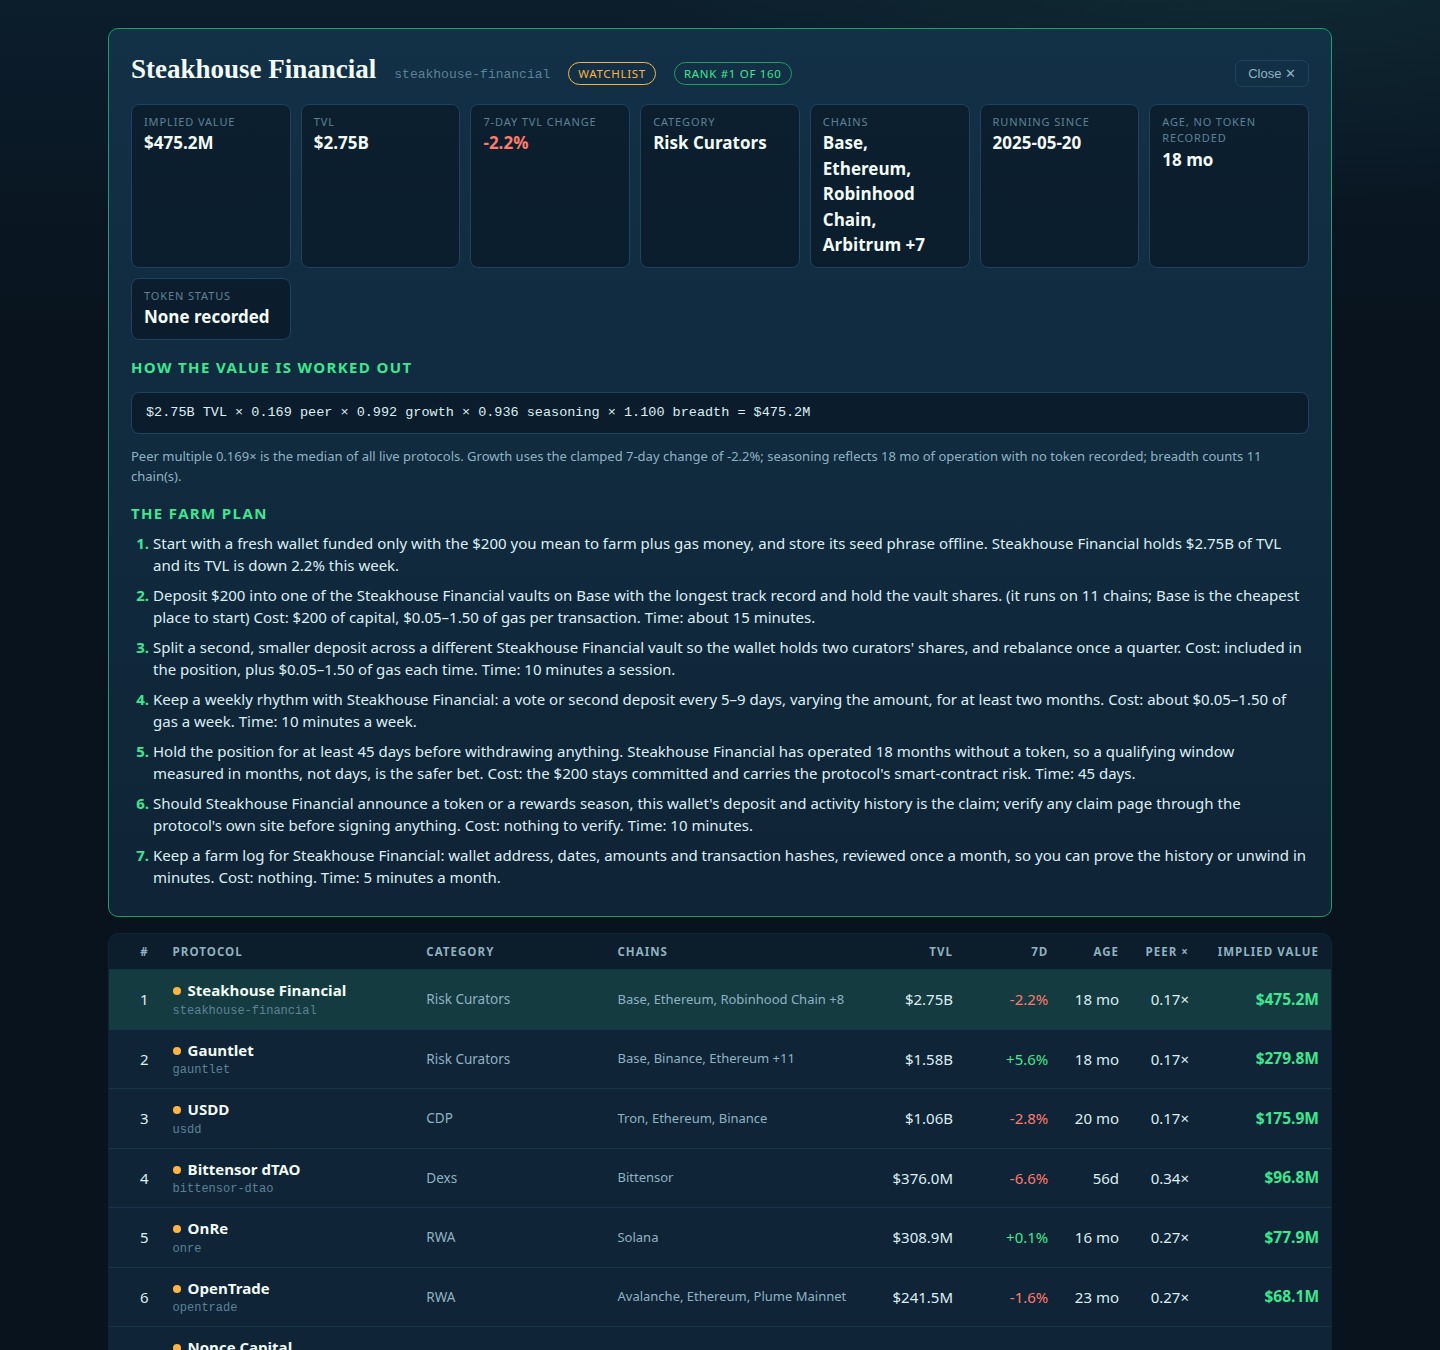 Steakhouse Financial steakhouse-financial WATCHLIST RANK #1 OF 160 Close ✕
IMPLIED VALUE
$475.2M
TVL
$2.75B
7-DAY TVL CHANGE
-2.2%
CATEGORY
Risk Curators
CHAINS
Base,
Ethereum,
Robinhood
Chain,
Arbitrum +7
RUNNING SINCE
2025-05-20
AGE, NO TOKEN
RECORDED
18 mo
TOKEN STATUS
None recorded
HOW THE VALUE IS WORKED OUT
$2.75B TVL × 0.169 peer × 0.992 growth × 0.936 seasoning × 1.100 breadth = $475.2M
Peer multiple 0.169× is the median of all live protocols. Growth uses the clamped 7-day change of -2.2%; seasoning reflects 18 mo of operation with no token recorded; breadth counts 11
chain(s).
THE FARM PLAN
1. Start with a fresh wallet funded only with the $200 you mean to farm plus gas money, and store its seed phrase offline. Steakhouse Financial holds $2.75B of TVL
and its TVL is down 2.2% this week.
2. Deposit $200 into one of the Steakhouse Financial vaults on Base with the longest track record and hold the vault shares. (it runs on 11 chains; Base is the cheapest
place to start) Cost: $200 of capital, $0.05–1.50 of gas per transaction. Time: about 15 minutes.
3. Split a second, smaller deposit across a different Steakhouse Financial vault so the wallet holds two curators' shares, and rebalance once a quarter. Cost: included in
the position, plus $0.05–1.50 of gas each time. Time: 10 minutes a session.
4. Keep a weekly rhythm with Steakhouse Financial: a vote or second deposit every 5–9 days, varying the amount, for at least two months. Cost: about $0.05–1.50 of
gas a week. Time: 10 minutes a week.
5. Hold the position for at least 45 days before withdrawing anything. Steakhouse Financial has operated 18 months without a token, so a qualifying window
measured in months, not days, is the safer bet. Cost: the $200 stays committed and carries the protocol's smart-contract risk. Time: 45 days.
6. Should Steakhouse Financial announce a token or a rewards season, this wallet's deposit and activity history is the claim; verify any claim page through the
protocol's own site before signing anything. Cost: nothing to verify. Time: 10 minutes.
7. Keep a farm log for Steakhouse Financial: wallet address, dates, amounts and transaction hashes, reviewed once a month, so you can prove the history or unwind in
minutes. Cost: nothing. Time: 5 minutes a month.
# PROTOCOL CATEGORY CHAINS TVL 7D AGE PEER × IMPLIED VALUE
1 Steakhouse Financial Risk Curators Base, Ethereum, Robinhood Chain +8 $2.75B -2.2% 18 mo 0.17× $475.2M
steakhouse-financial
2 Gauntlet Risk Curators Base, Binance, Ethereum +11 $1.58B +5.6% 18 mo 0.17× $279.8M
gauntlet
3 USDD CDP Tron, Ethereum, Binance $1.06B -2.8% 20 mo 0.17× $175.9M
usdd
4 Bittensor dTAO Dexs Bittensor $376.0M -6.6% 56d 0.34× $96.8M
bittensor-dtao
5 OnRe RWA Solana $308.9M +0.1% 16 mo 0.27× $77.9M
onre
6 OpenTrade RWA Avalanche, Ethereum, Plume Mainnet $241.5M -1.6% 23 mo 0.27× $68.1M
opentrade
Nonce Capital